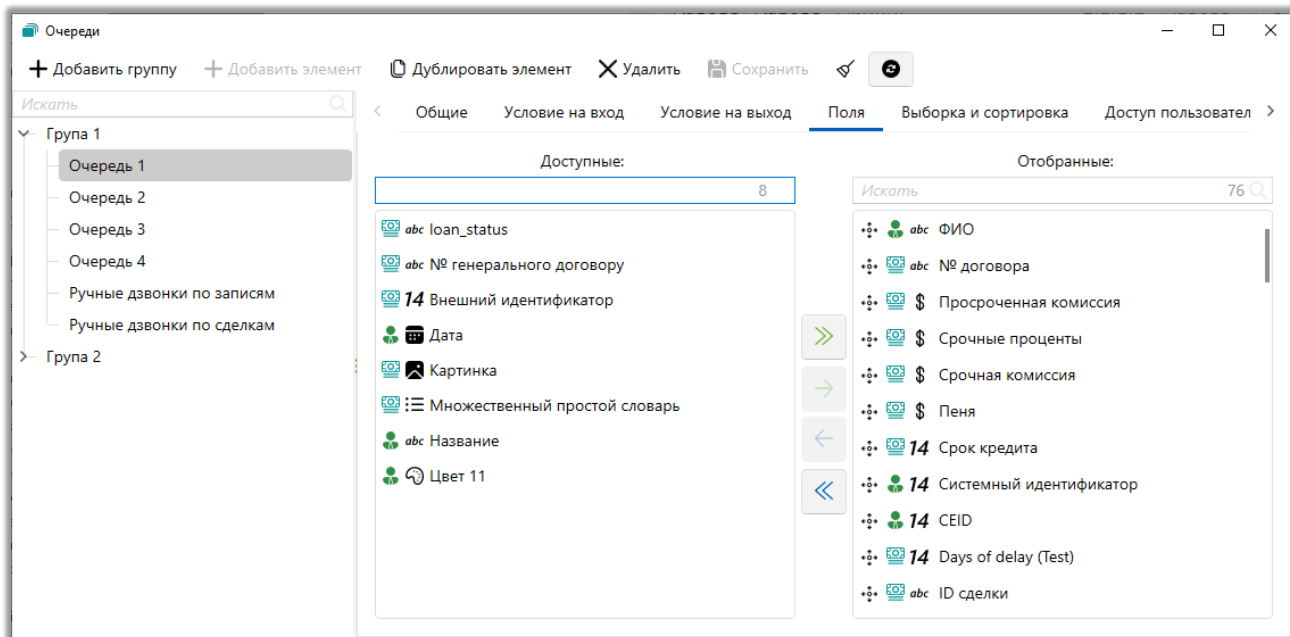 Очереди
Добавить группу Добавить элемент Дублировать элемент Удалить Сохранить
Искать
Общие Условие на вход Условие на выход Поля Выборка и сортировка Доступ пользовател
Група 1
Очередь 1
Очередь 2
Очередь 3
Очередь 4
Ручные дзвонки по записям
Ручные дзвонки по сделкам
Група 2
Доступные:
8
abc loan_status
abc № генерального договору
14 Внешний идентификатор
Дата
Картинка
Множественный простой словарь
abc Название
Цвет 11
Отобранные:
Искать 76
abc ФИО
abc № договора
$ Просроченная комиссия
$ Срочные проценты
$ Срочная комиссия
$ Пеня
14 Срок кредита
14 Системный идентификатор
14 CEID
14 Days of delay (Test)
abc ID сделки